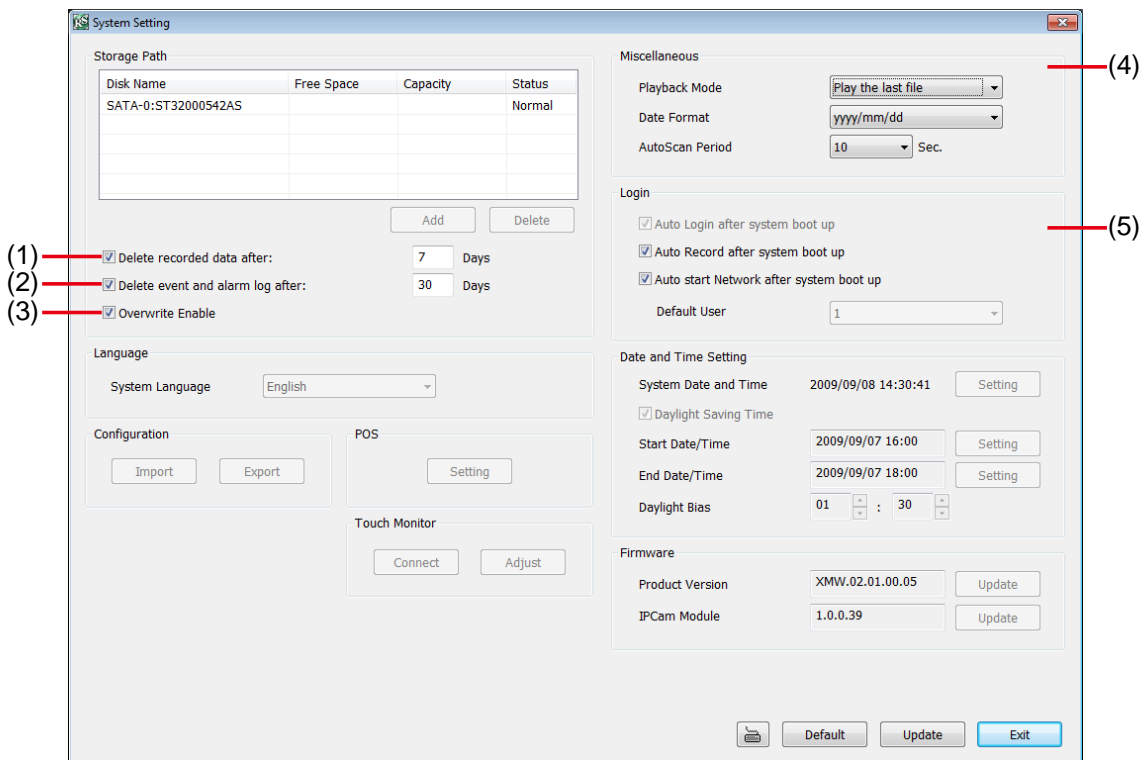 System Setting
Storage Path
Disk Name Free Space Capacity Status
SATA-0:ST32000542AS Normal
Add Delete
(1) Delete recorded data after: 7 Days
(2) Delete event and alarm log after: 30 Days
(3) Overwrite Enable
Language
System Language English
Configuration
Import Export
POS
Setting
Touch Monitor
Connect Adjust
Miscellaneous (4)
Playback Mode Play the last file
Date Format yyyy/mm/dd
AutoScan Period 10 Sec.
Login
Auto Login after system boot up (5)
Auto Record after system boot up
Auto start Network after system boot up
Default User 1
Date and Time Setting
System Date and Time 2009/09/08 14:30:41 Setting
Daylight Saving Time
Start Date/Time 2009/09/07 16:00 Setting
End Date/Time 2009/09/07 18:00 Setting
Daylight Bias 01 : 30
Firmware
Product Version XMW.02.01.00.05 Update
IPCam Module 1.0.0.39 Update
Default Update Exit